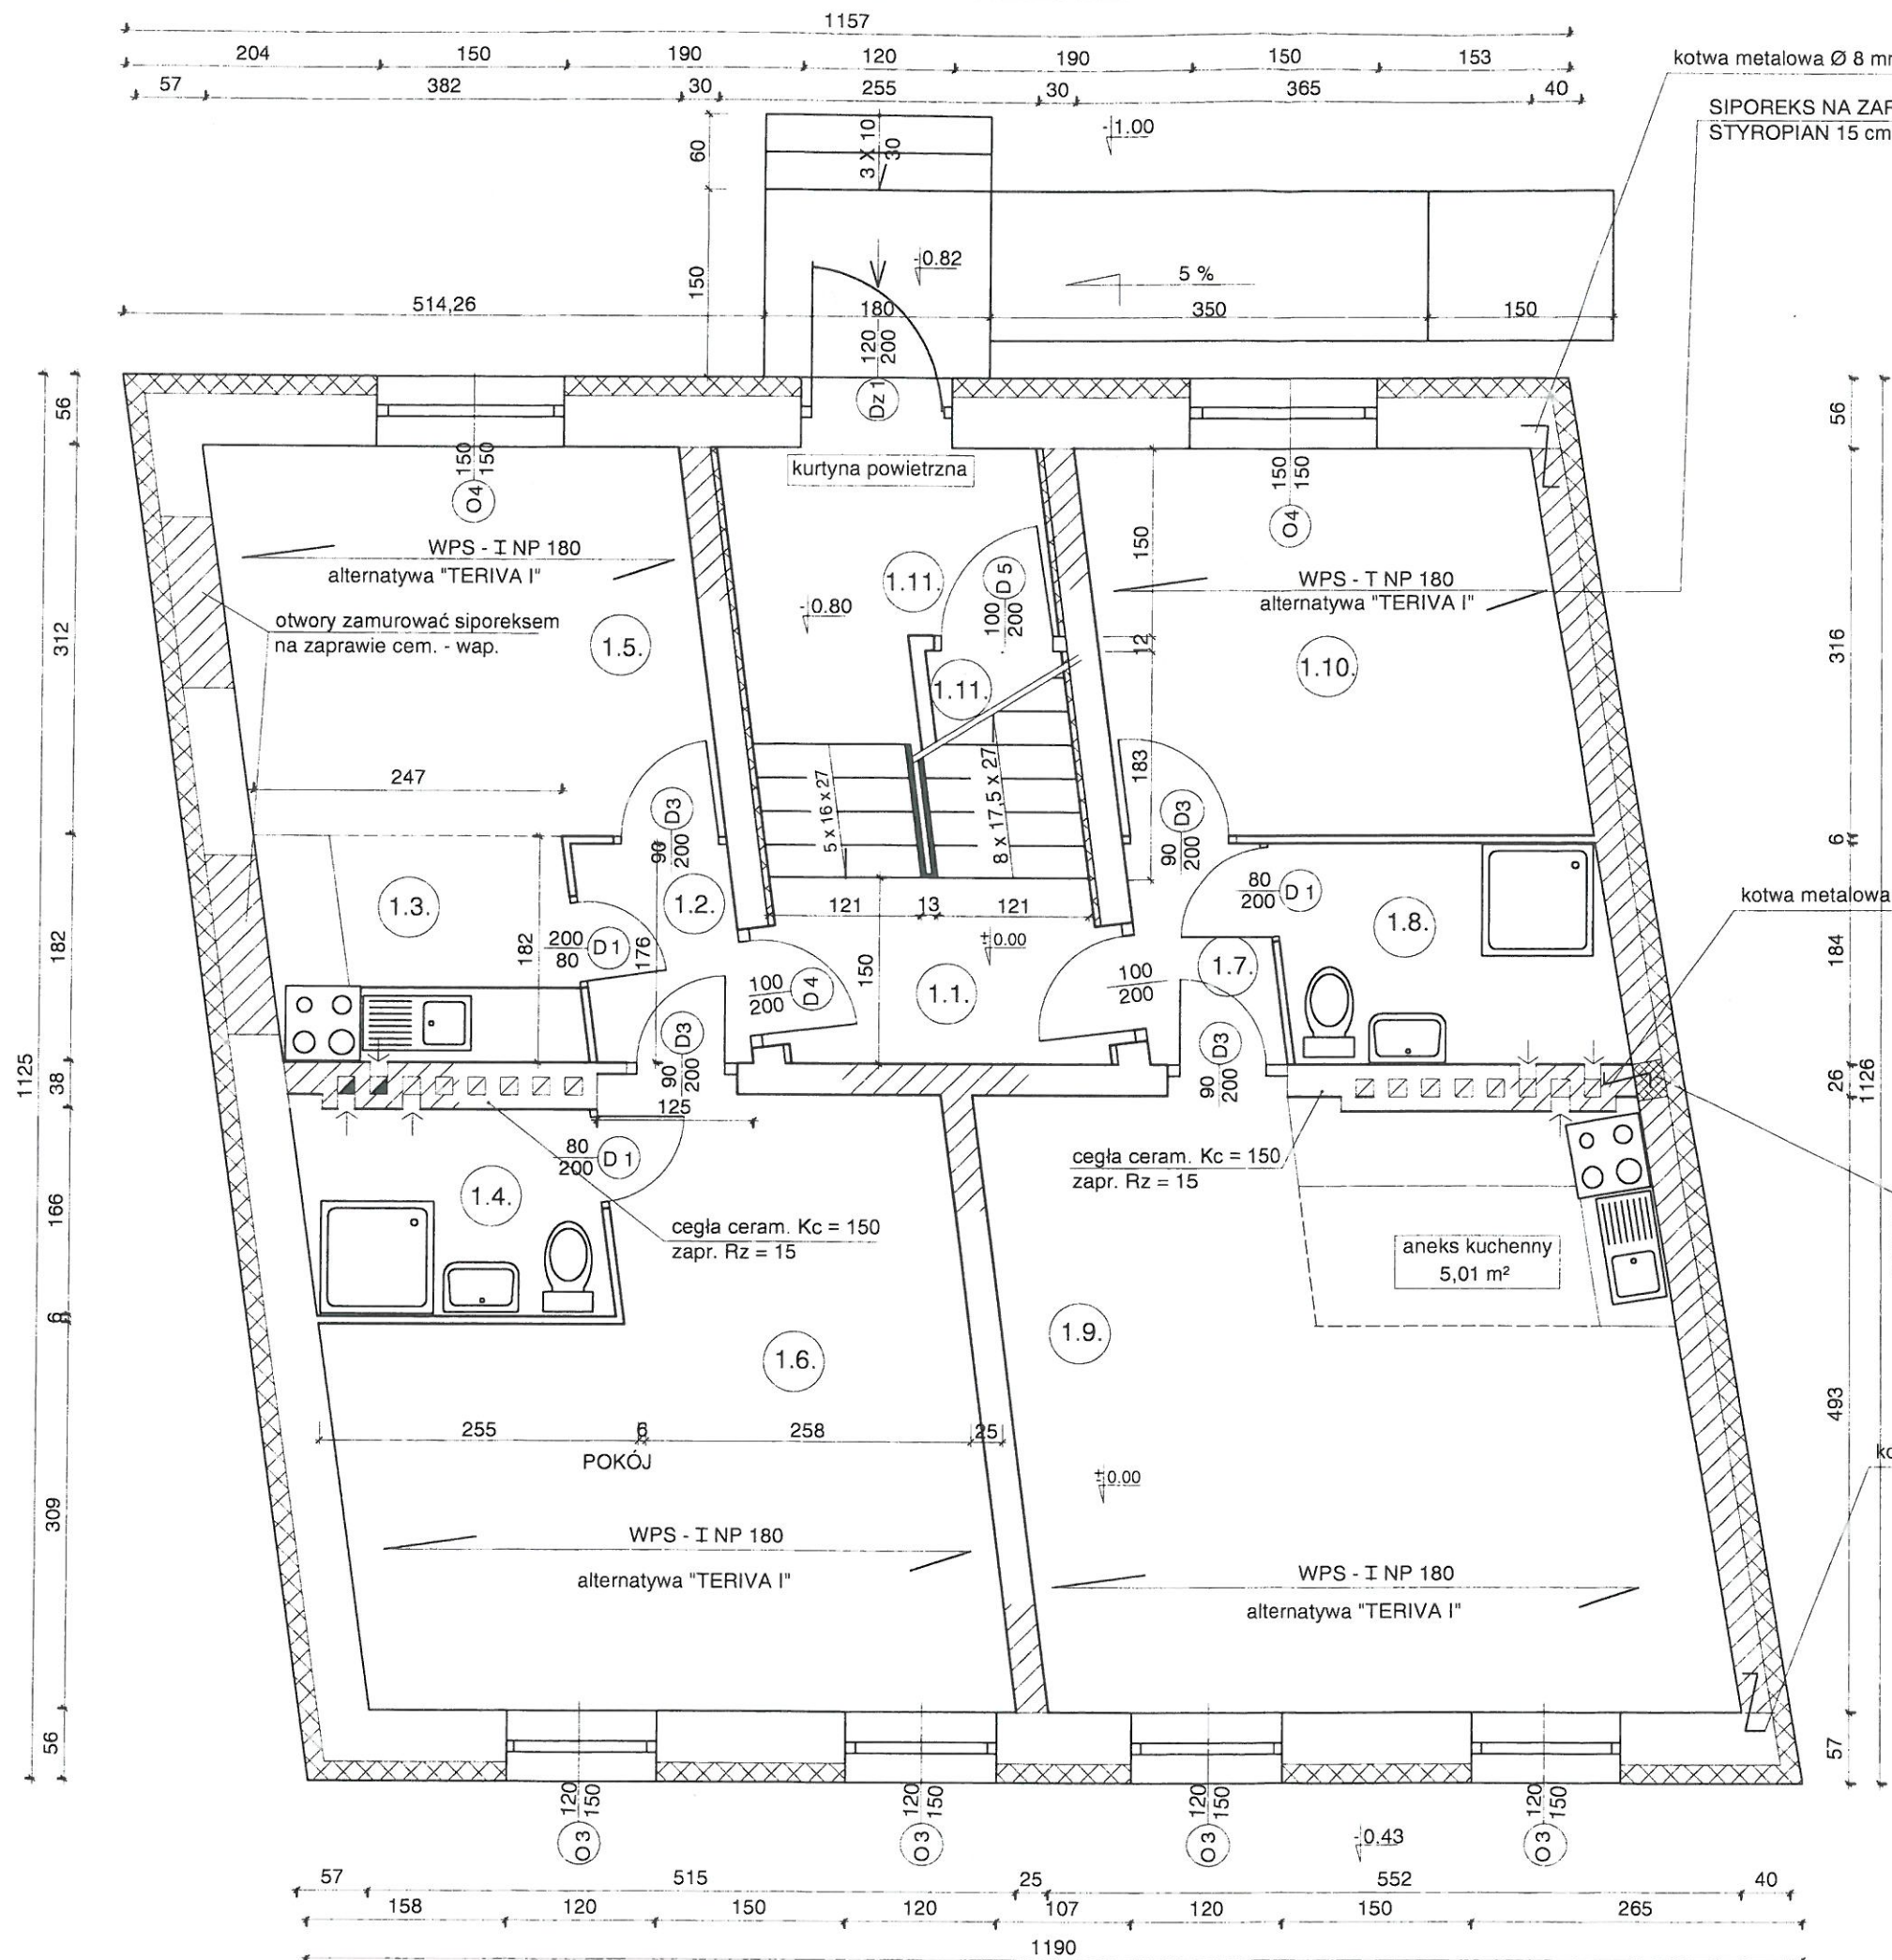 1157
204 150 190 120 190 150 153
57 382 30 255 30 365 40
kotwa metalowa Ø 8 mm
SIPOREKS NA ZAP
STYROPIAN 15 cm
60
3 X 10
30
-1.00
150
-0.82
5 %
514,26 180 350 150
120
200
Dz 1
kurtyna powietrzna
56
56
150
150
O4
150
150
O4
WPS - I NP 180
alternatywa "TERIVA I"
WPS - T NP 180
alternatywa "TERIVA I"
otwory zamurować siporeksem
na zaprawie cem. - wap.
1.5.
1.11.
-0.80
100
200
D 5
150
12
1.11.
1.10.
312
316
247
D3
90
200
5 x 16 x 27
8 x 17,5 x 27
183
D3
90
200
6
1.3.
1.2.
182
182
200
80
D 1
176
121 13 121
±0.00
100
200
D4
150
1.1.
100
200
1.7.
80
200
D 1
1.8.
184
kotwa metalowa
1125
38
D3
90
200
D3
90
200
26
1126
125
80
200
D 1
1.4.
166
cegła ceram. Kc = 150
zapr. Rz = 15
cegła ceram. Kc = 150
zapr. Rz = 15
aneks kuchenny
5,01 m²
6
1.6.
1.9.
255 6 258 25
POKÓJ
±0.00
493
ko
309
WPS - I NP 180
alternatywa "TERIVA I"
WPS - I NP 180
alternatywa "TERIVA I"
56
57
120
150
O3
120
150
O3
120
150
O3
120
150
O3
-0.43
57 515 25 552 40
158 120 150 120 107 120 150 265
1190